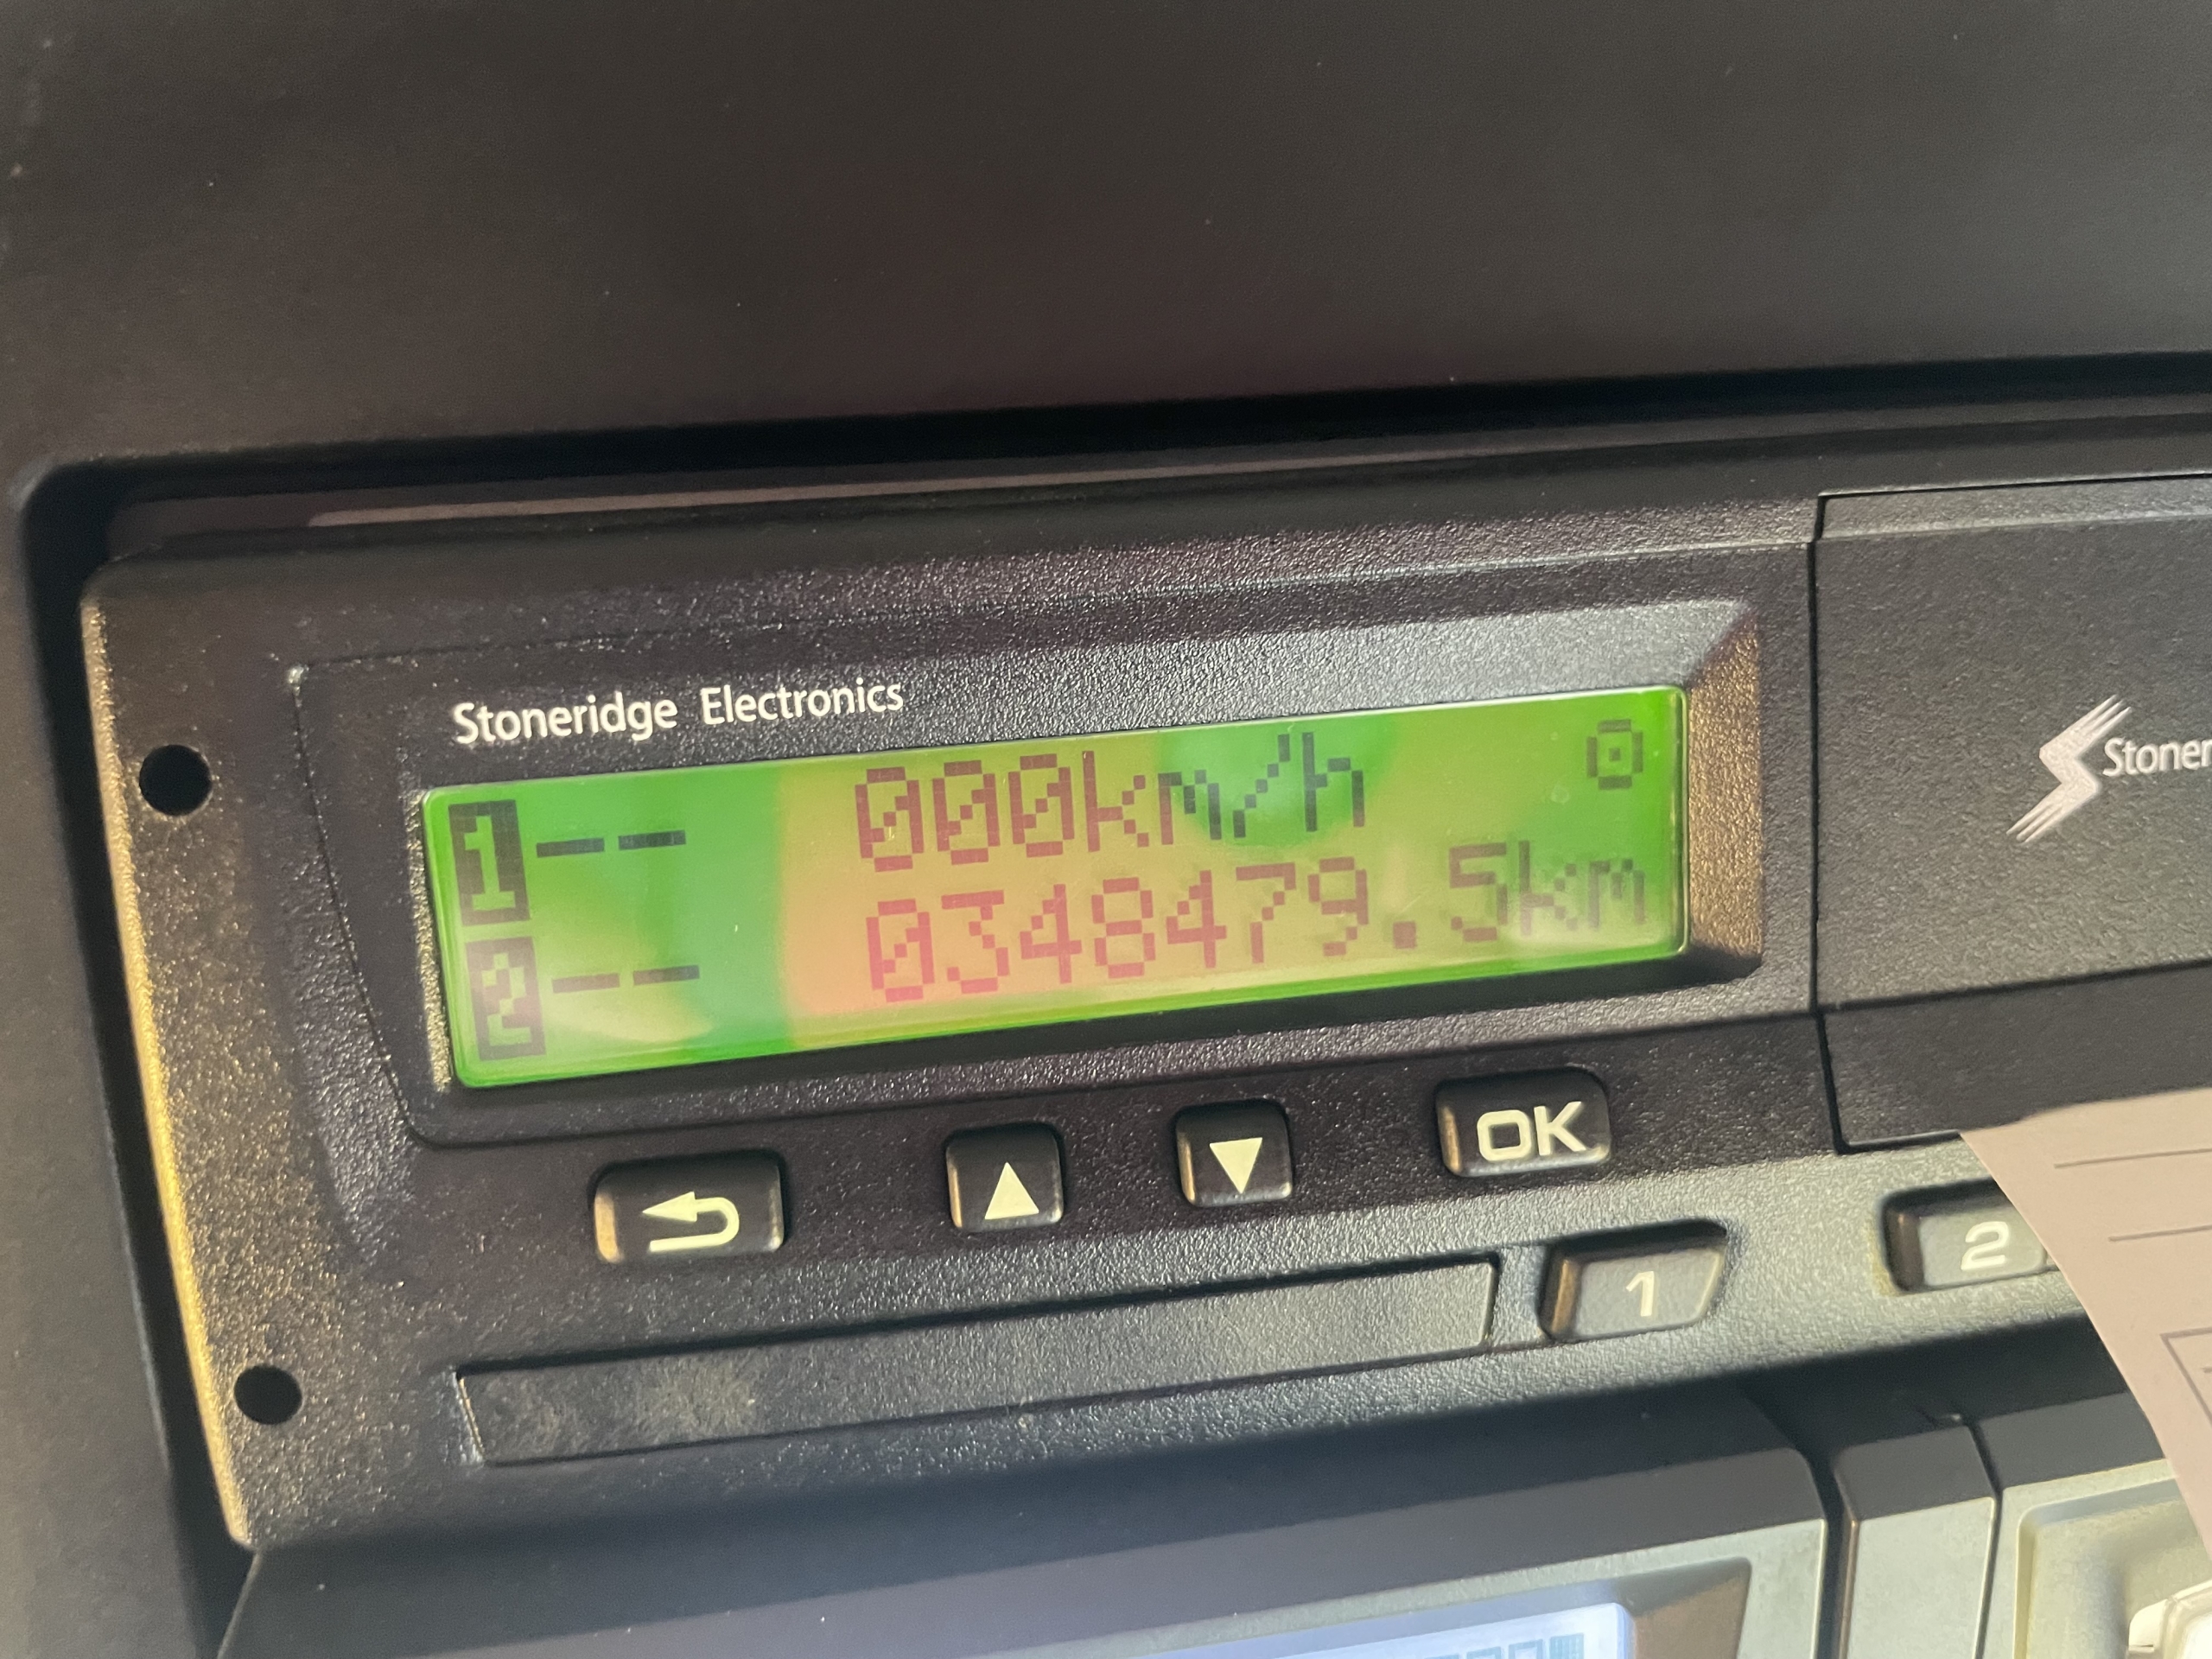 Stoneridge Electronics
1-- 000km/h
2-- 0348479.5km
Stoner
OK
1
2